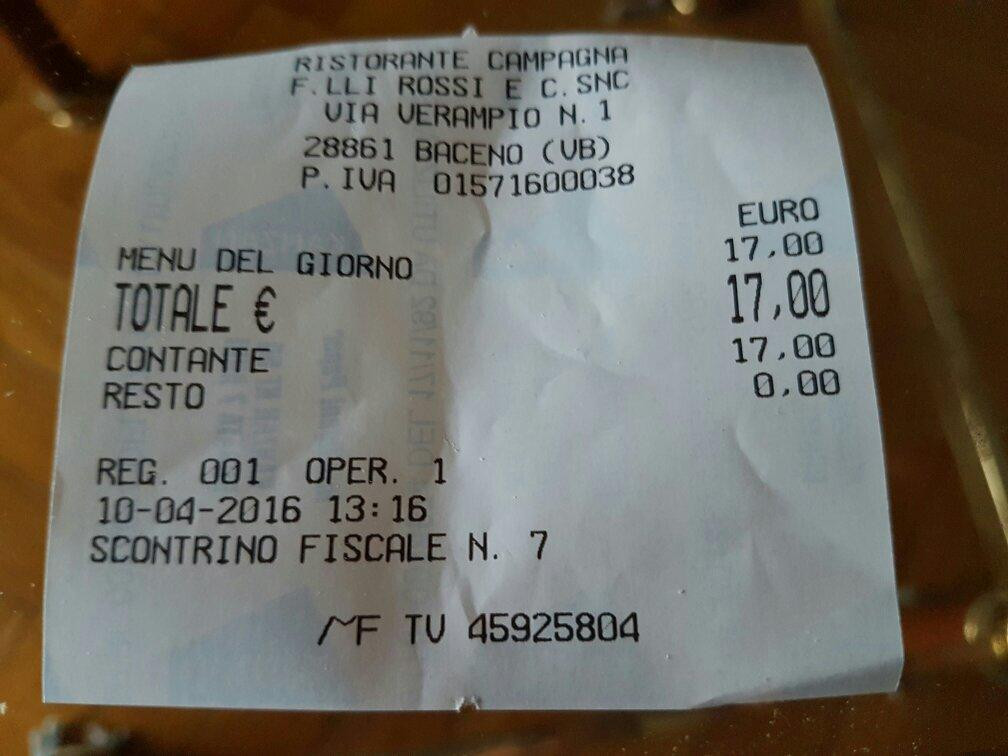 RISTORANTE CAMPAGNA
F.LLI ROSSI E C. SNC
VIA VERAMPIO N. 1
28861 BACENO (VB)
P. IVA 01571600038
EURO
MENU DEL GIORNO 17,00
TOTALE € 17,00
CONTANTE 17,00
RESTO 0,00
REG. 001 OPER. 1
10-04-2016 13:16
SCONTRINO FISCALE N. 7
MF TV 45925804